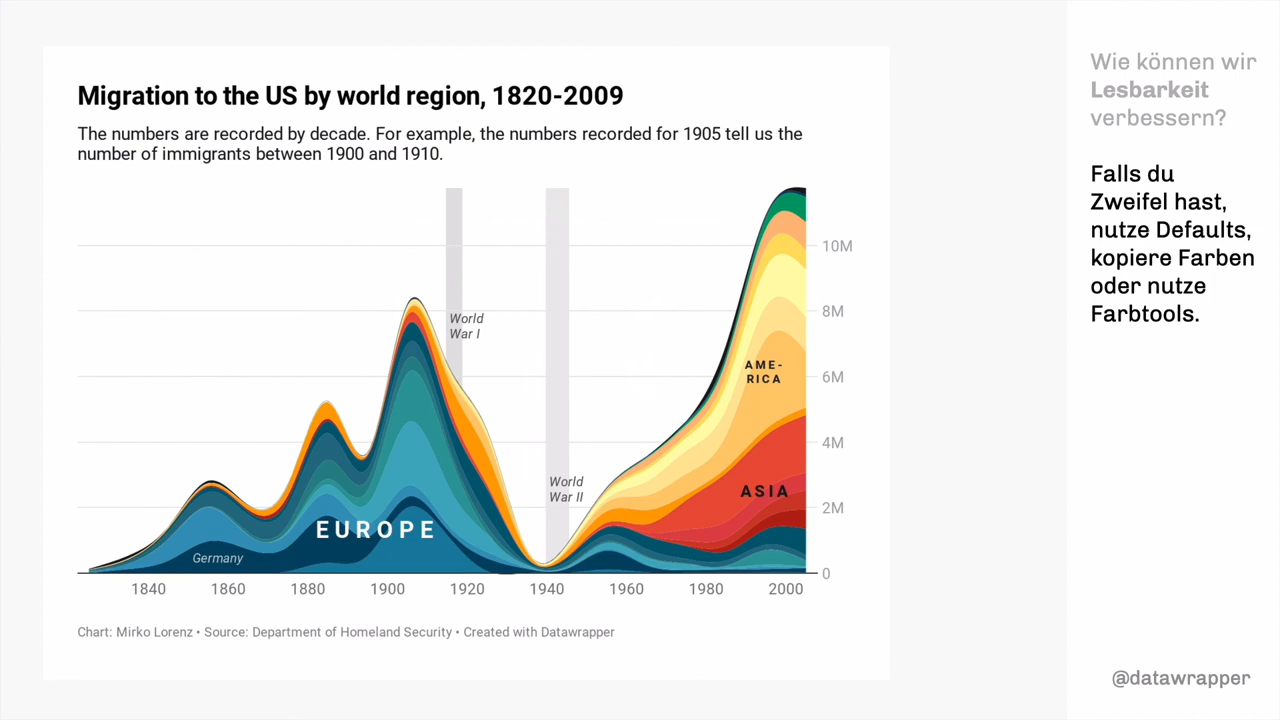 Migration to the US by world region, 1820-2009
The numbers are recorded by decade. For example, the numbers recorded for 1905 tell us the
number of immigrants between 1900 and 1910.
10M
8M
6M
4M
2M
0
World
War I
World
War II
AME-
RICA
ASIA
EUROPE
Germany
1840 1860 1880 1900 1920 1940 1960 1980 2000
Chart: Mirko Lorenz • Source: Department of Homeland Security • Created with Datawrapper
Wie können wir
Lesbarkeit
verbessern?
Falls du
Zweifel hast,
nutze Defaults,
kopiere Farben
oder nutze
Farbtools.
@datawrapper